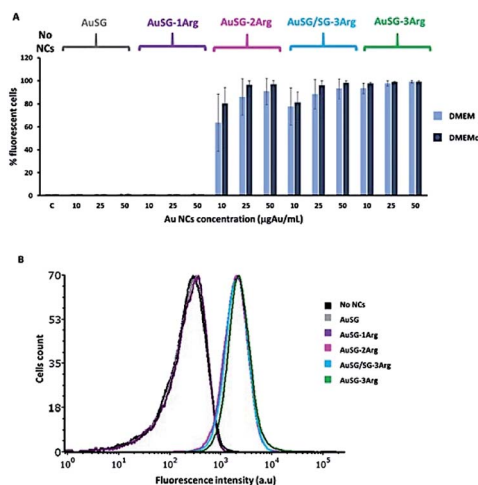 A
AuSG AuSG-1Arg AuSG-2Arg AuSG/SG-3Arg AuSG-3Arg
No
NCs
% fluorescent cells
120
100
80
60
40
20
0
DMEM
DMEMc
C 10 25 50 10 25 50 10 25 50 10 25 50 10 25 50
Au NCs concentration (µgAu/mL)
B
Cells count
70
53
35
18
0
10⁰ 10¹ 10² 10³ 10⁴ 10⁵
Fluorescence intensity (a.u)
No NCs
AuSG
AuSG-1Arg
AuSG-2Arg
AuSG/SG-3Arg
AuSG-3Arg